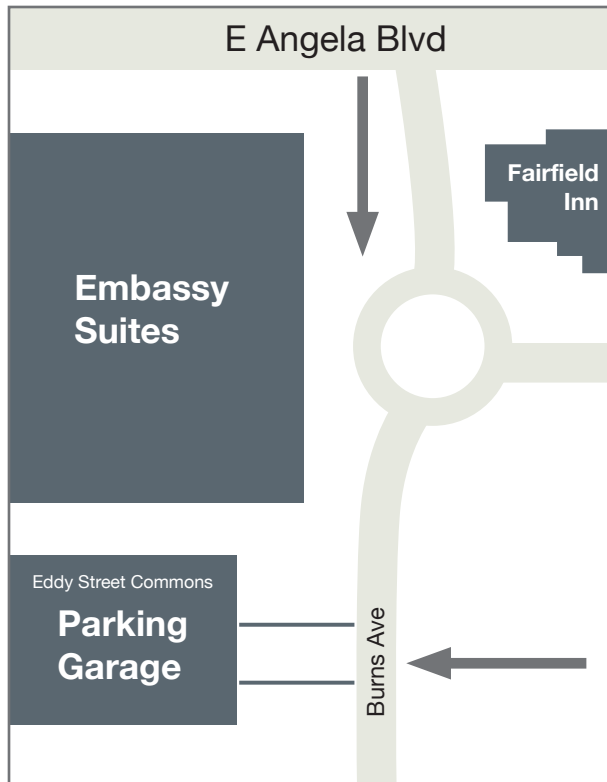 E Angela Blvd
Fairfield
Inn
Embassy
Suites
Eddy Street Commons
Parking
Garage
Burns Ave